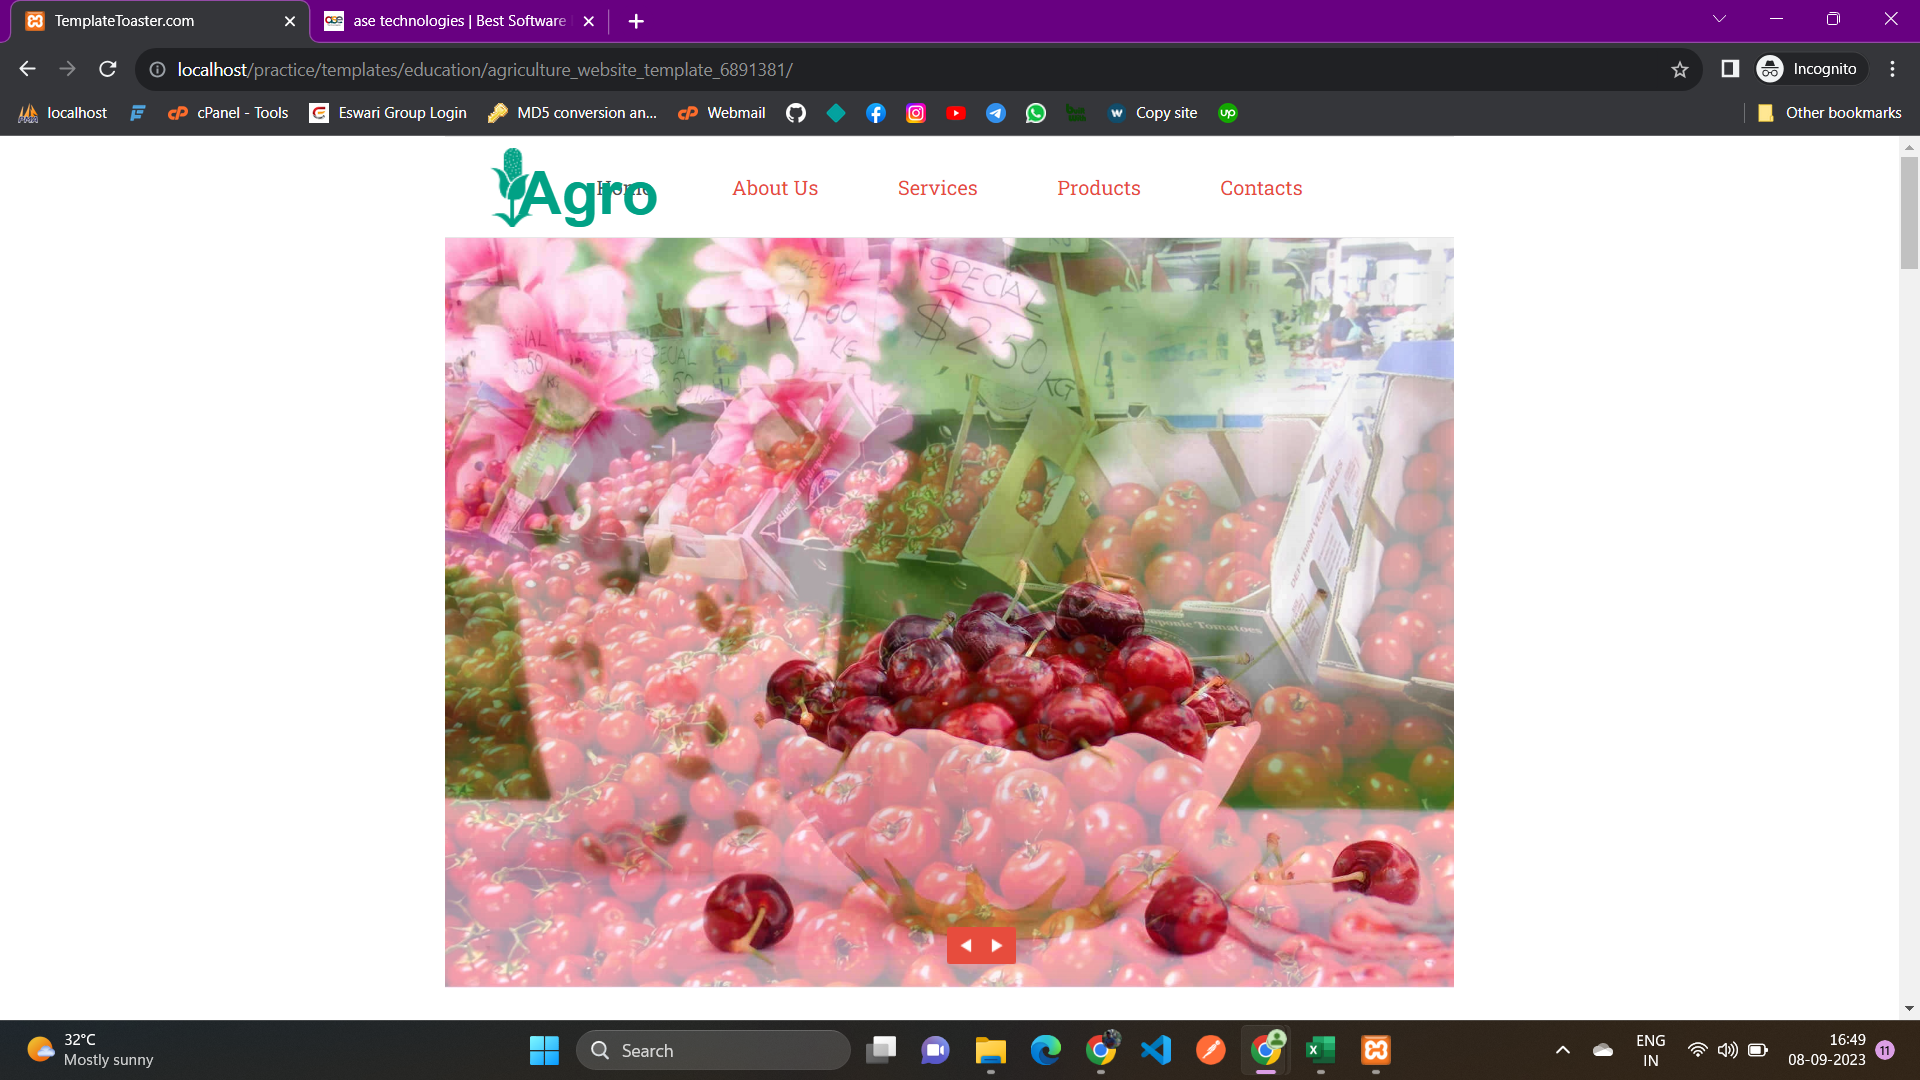 TemplateToaster.com
ase technologies | Best Software
localhost/practice/templates/education/agriculture_website_template_6891381/
Incognito
localhost
cPanel - Tools
Eswari Group Login
MD5 conversion an...
Webmail
Copy site
Other bookmarks
Agro
Home
About Us
Services
Products
Contacts
SPECIAL
2.00
KG
SPECIAL
$2.50
KG
SPECIAL
32°C
Mostly sunny
Search
ENG
IN
16:49
08-09-2023
11